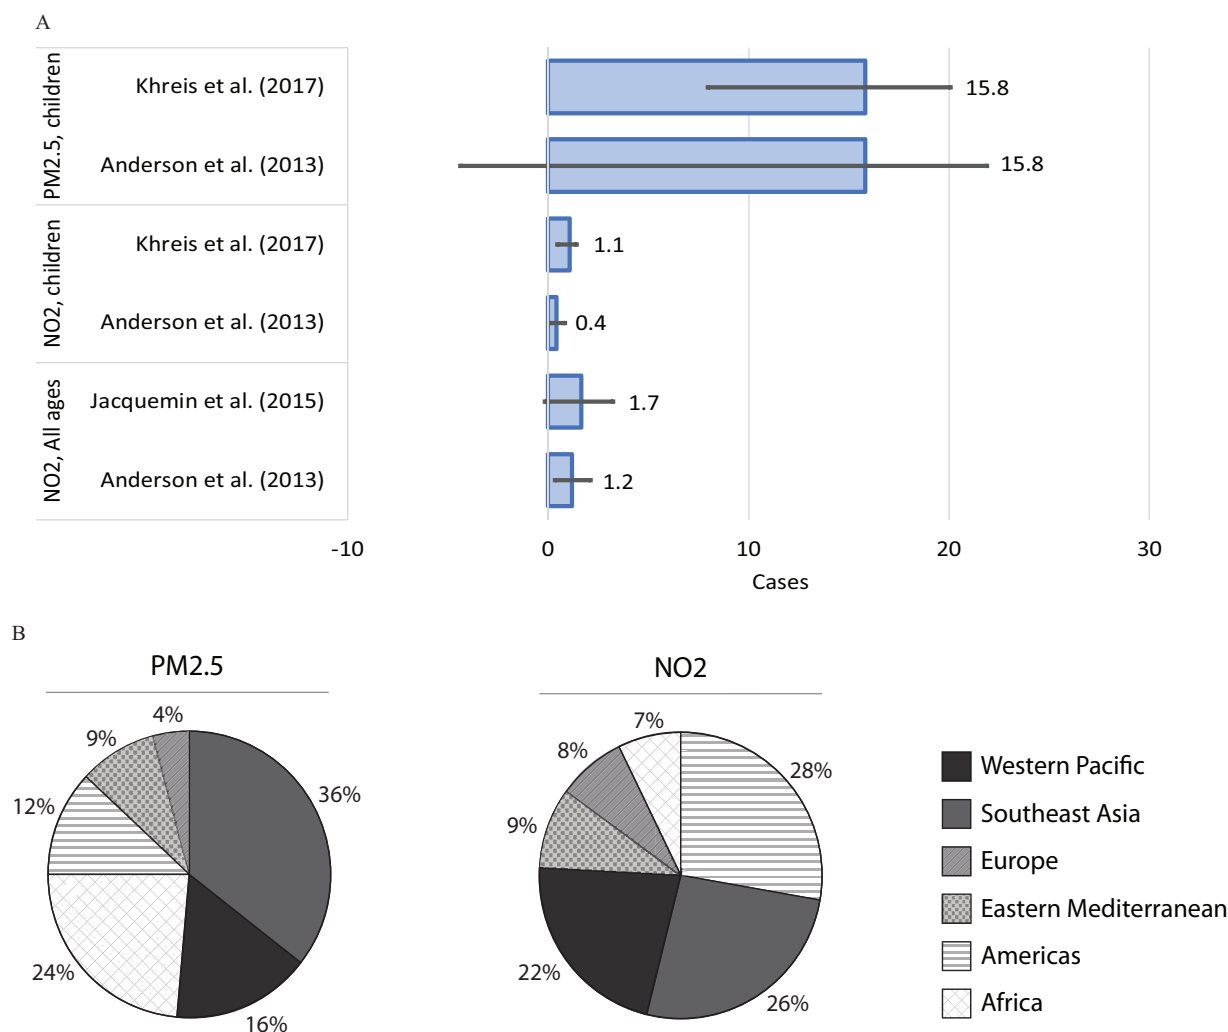 A
PM2.5, children
Khreis et al. (2017)
15.8
Anderson et al. (2013)
15.8
NO2, children
Khreis et al. (2017)
1.1
Anderson et al. (2013)
0.4
NO2, All ages
Jacquemin et al. (2015)
1.7
Anderson et al. (2013)
1.2
-10 0 10 20 30
Cases
B
PM2.5
4%
9%
36%
12%
24%
16%
NO2
7%
8%
28%
9%
22%
26%
Western Pacific
Southeast Asia
Europe
Eastern Mediterranean
Americas
Africa